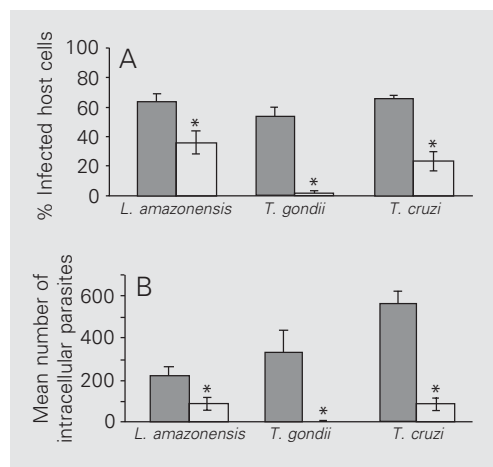 % Infected host cells
A
100
80
60
40
20
0
*
*
*
L. amazonensis T. gondii T. cruzi
Mean number of
intracellular parasites
B
600
400
200
0
*
*
*
L. amazonensis T. gondii T. cruzi